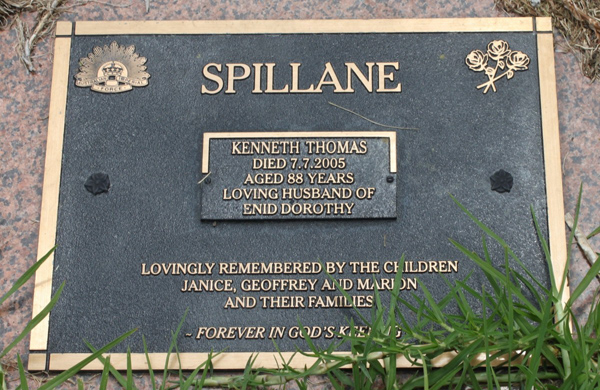 SPILLANE
KENNETH THOMAS
DIED 7.7.2005
AGED 88 YEARS
LOVING HUSBAND OF
ENID DOROTHY
LOVINGLY REMEMBERED BY THE CHILDREN
JANICE, GEOFFREY AND MARION
AND THEIR FAMILIES
~ FOREVER IN GOD'S KEEPING